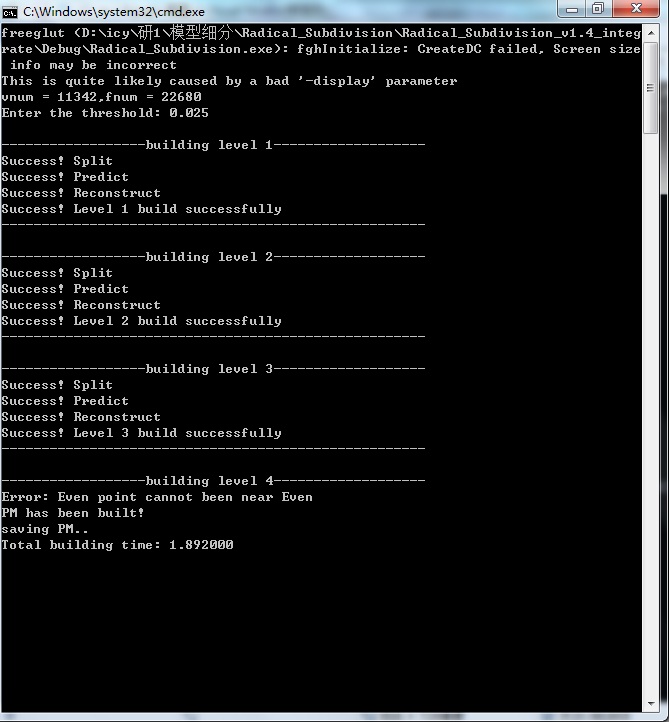 C:\Windows\system32\cmd.exe
freeglut (D:\icy\研1\模型细分\Radical_Subdivision\Radical_Subdivision_v1.4_integ
rate\Debug\Radical_Subdivision.exe): fghInitialize: CreateDC failed, Screen size
 info may be incorrect
This is quite likely caused by a bad '-display' parameter
vnum = 11342,fnum = 22680
Enter the threshold: 0.025
------------------building level 1-------------------
Success! Split
Success! Predict
Success! Reconstruct
Success! Level 1 build successfully
-----------------------------------------------------
------------------building level 2-------------------
Success! Split
Success! Predict
Success! Reconstruct
Success! Level 2 build successfully
-----------------------------------------------------
------------------building level 3-------------------
Success! Split
Success! Predict
Success! Reconstruct
Success! Level 3 build successfully
-----------------------------------------------------
------------------building level 4-------------------
Error: Even point cannot been near Even
PM has been built!
saving PM..
Total building time: 1.892000